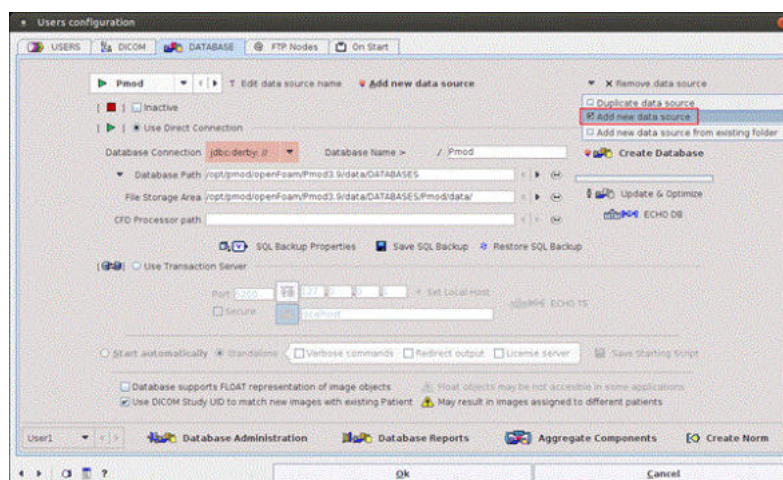 Users configuration
USERS DICOM DATABASE @ FTP Nodes On Start
Pmod Edit data source name Add new data source Remove data source
Inactive
Duplicate data source
Add new data source
Add new data source from existing folder
Use Direct Connection
Database Connection jdbc:derby: // Database Name > / Pmod
Create Database
Database Path /opt/pmod/openFoam/Pmod3.9/data/DATABASES
File Storage Area /opt/pmod/openFoam/Pmod3.9/data/DATABASES/Pmod/data/
Update & Optimize
CFD Processor path
ECHO DB
SQL Backup Properties Save SQL Backup Restore SQL Backup
Use Transaction Server
Port 5200 127 0 0 Set Local Host
Secure localhost
ECHO TS
Start automatically Standalone Verbose commands Redirect output License server Save Starting Script
Database supports FLOAT representation of image objects Float objects may be not accesible in some applications
Use DICOM Study UID to match new images with existing Patient May result in images assigned to different patients
User1 Database Administration Database Reports Aggregate Components Create Norm
? Ok Cancel